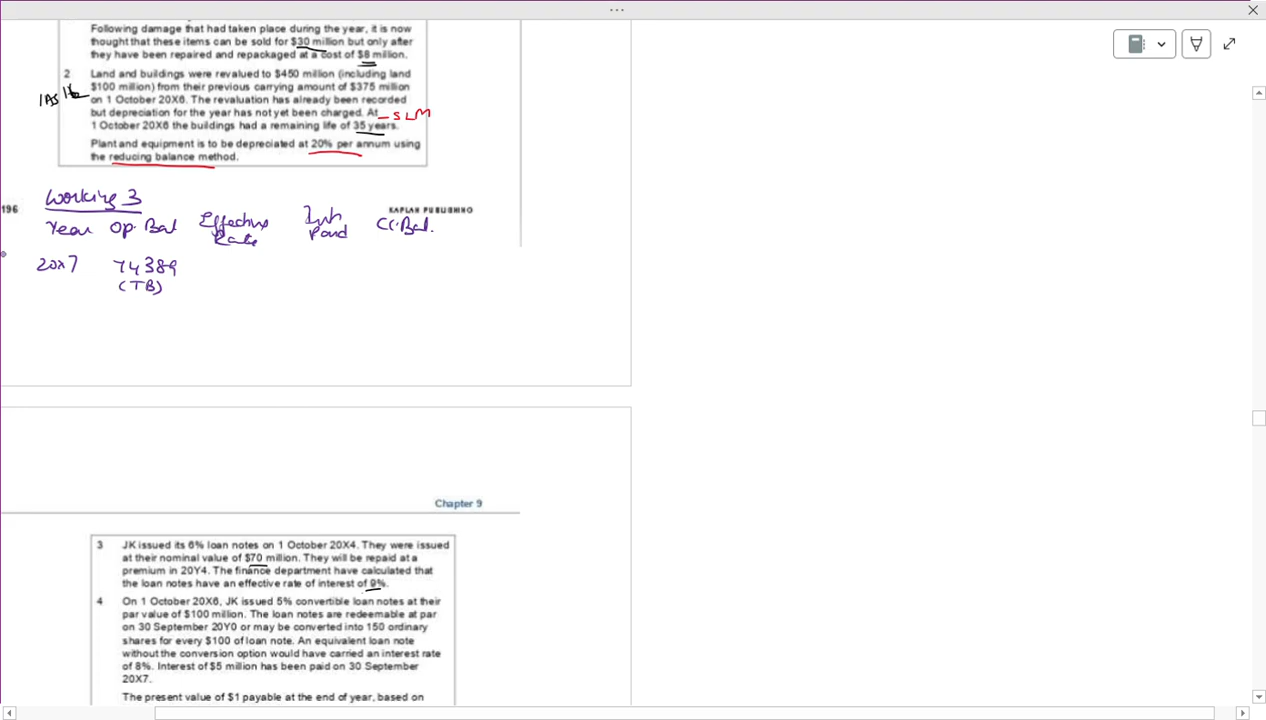 Following damage that had taken place during the year, it is now
thought that these items can be sold for $30 million but only after
they have been repaired and repackaged at a cost of $8 million.
2 Land and buildings were revalued to $450 million (including land
$100 million) from their previous carrying amount of $375 million
IAS 16 on 1 October 20X6. The revaluation has already been recorded
but depreciation for the year has not yet been charged. At
- SLM
1 October 20X6 the buildings had a remaining life of 35 years.
Plant and equipment is to be depreciated at 20% per annum using
the reducing balance method.
Working 3
196 KAPLAN PUBLISHING
Year Op. Bal Effective Rate Int Paid Cl. Bal.
20X7 74389
(TB)
Chapter 9
3 JK issued its 6% loan notes on 1 October 20X4. They were issued
at their nominal value of $70 million. They will be repaid at a
premium in 20Y4. The finance department have calculated that
the loan notes have an effective rate of interest of 9%.
4 On 1 October 20X6, JK issued 5% convertible loan notes at their
par value of $100 million. The loan notes are redeemable at par
on 30 September 20Y0 or may be converted into 150 ordinary
shares for every $100 of loan note. An equivalent loan note
without the conversion option would have carried an interest rate
of 8%. Interest of $5 million has been paid on 30 September
20X7.
The present value of $1 payable at the end of year, based on